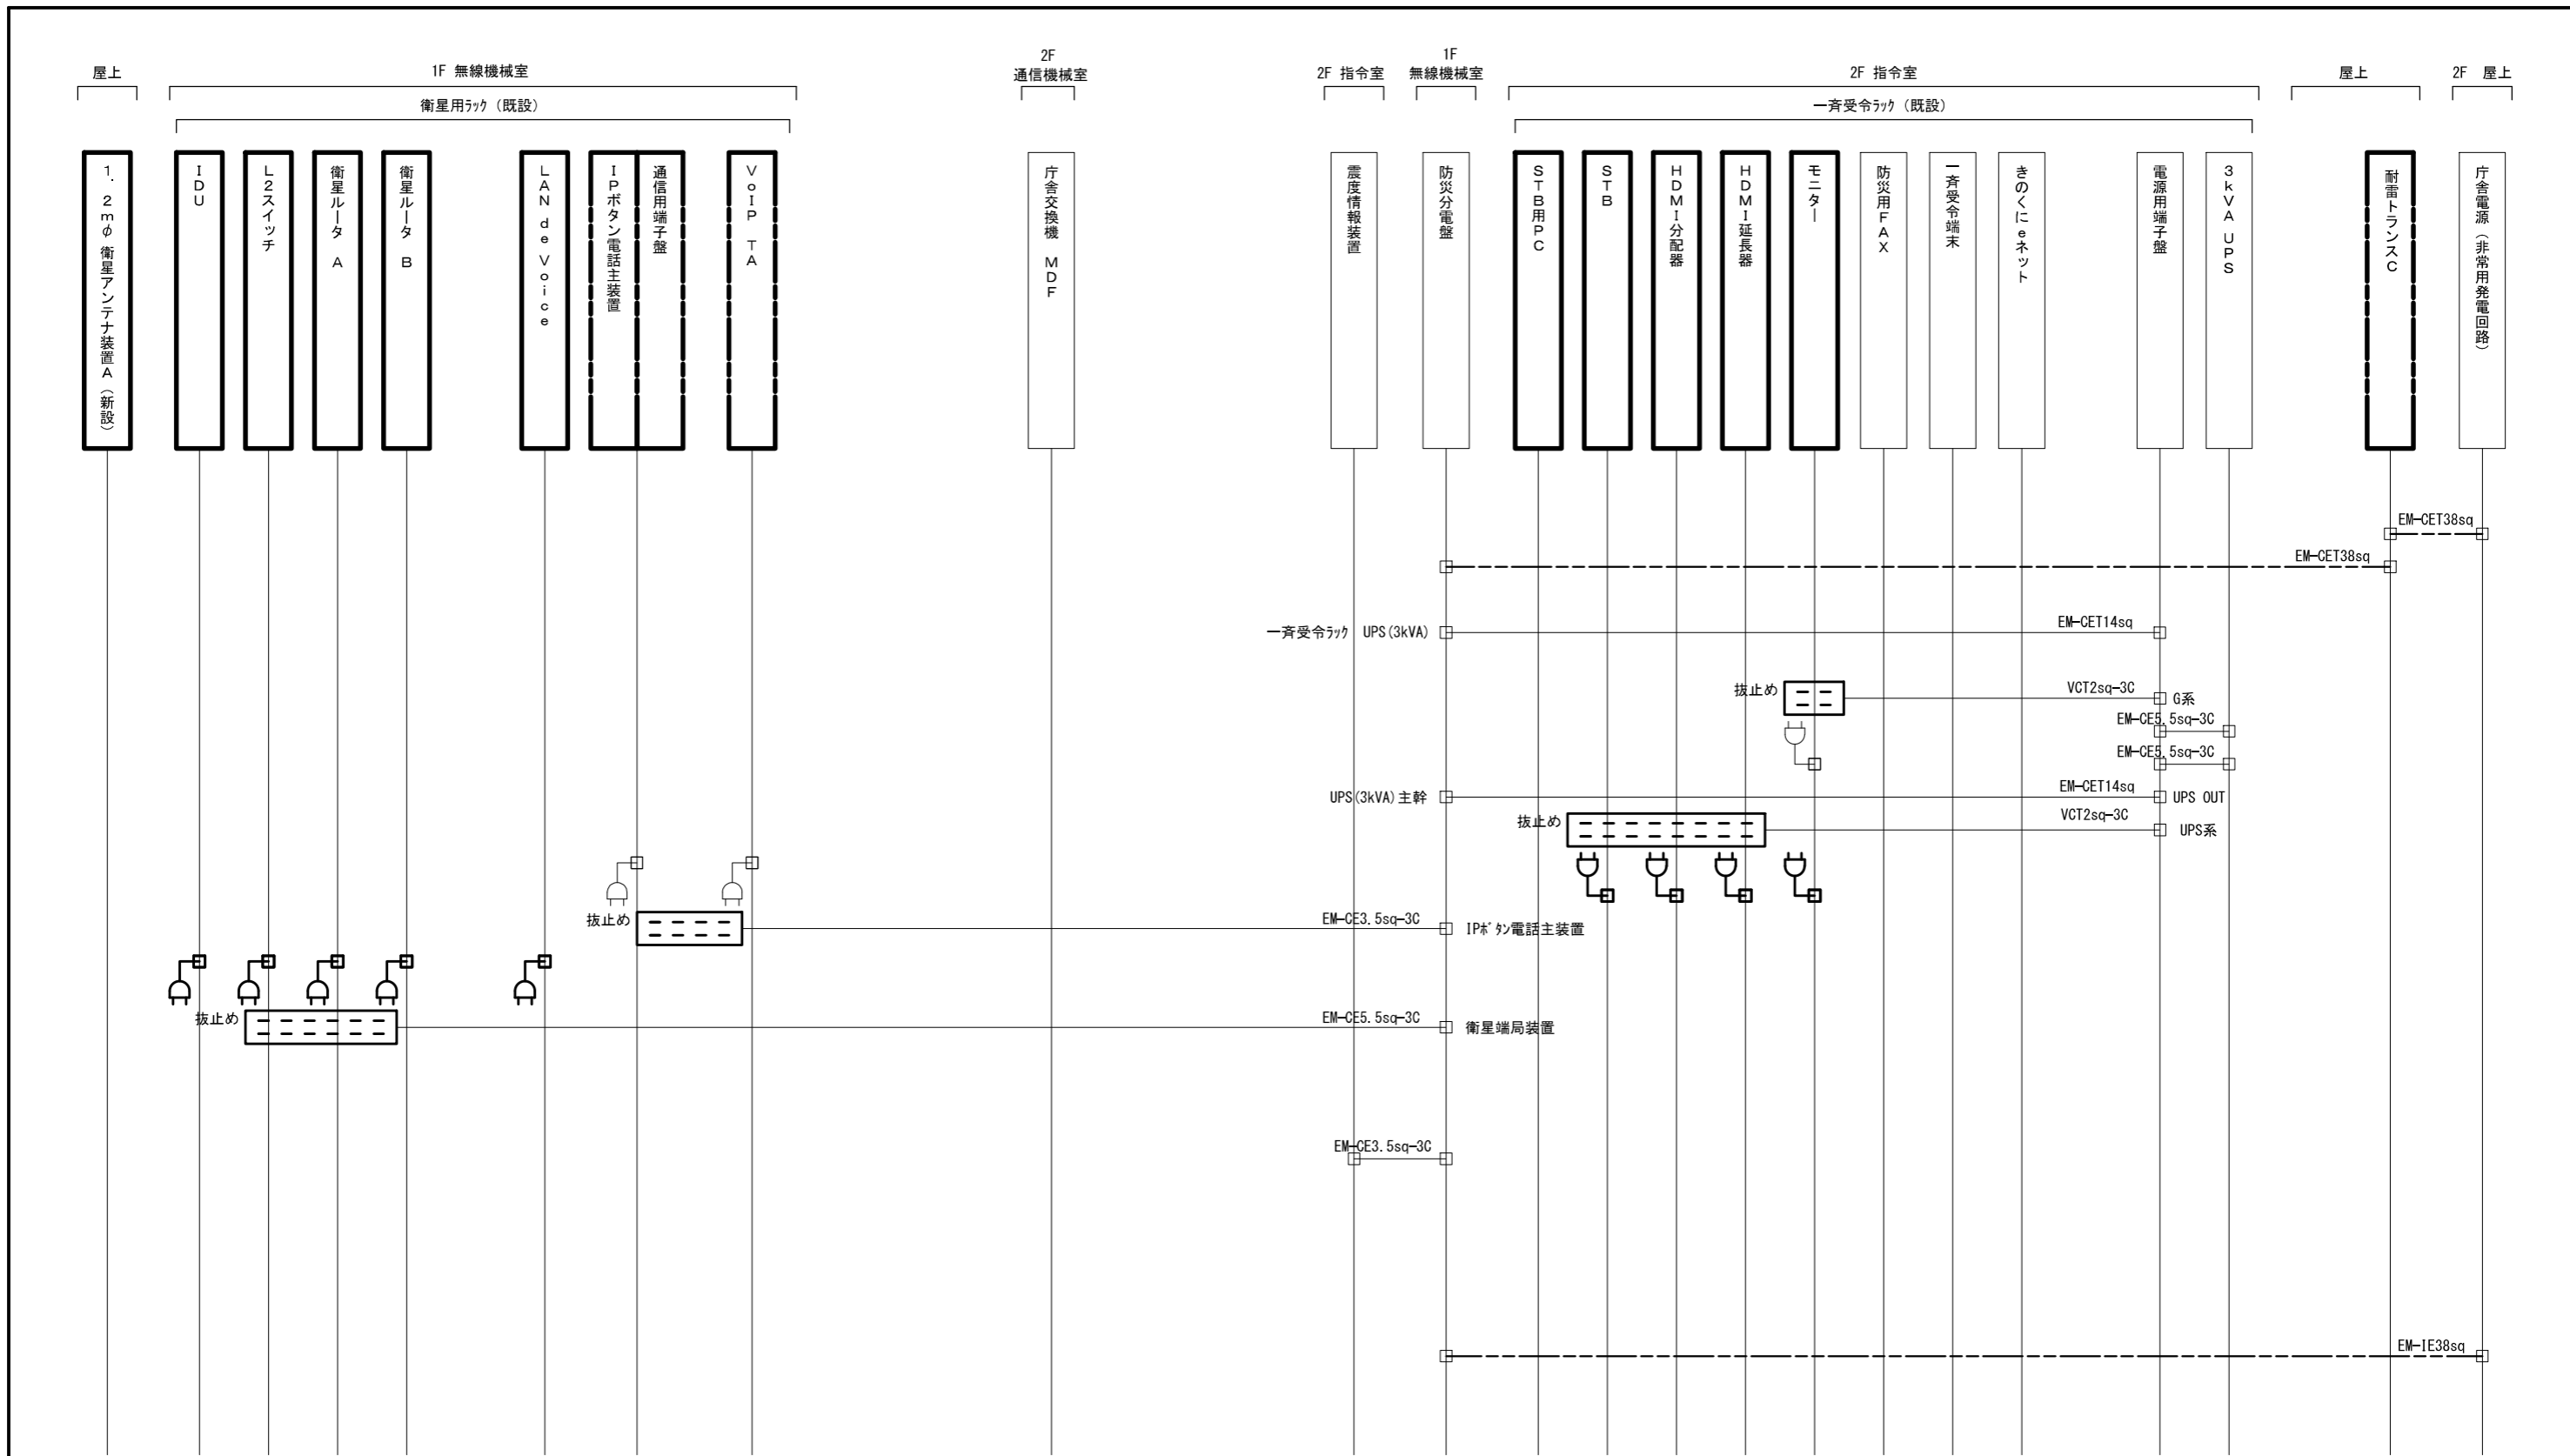 屋上
1F 無線機械室
2F
通信機械室
2F 指令室
1F
無線機械室
2F 指令室
屋上
2F 屋上
衛星用ﾗｯｸ（既設）
一斉受令ﾗｯｸ（既設）
１．２ｍφ 衛星アンテナ装置Ａ（新設）
ＩＤＵ
Ｌ２スイッチ
衛星ルータ Ａ
衛星ルータ Ｂ
ＬＡＮ ｄｅ Ｖｏｉｃｅ
ＩＰボタン電話主装置
通信用端子盤
ＶｏＩＰ ＴＡ
庁舎交換機 ＭＤＦ
震度情報装置
防災分電盤
ＳＴＢ用ＰＣ
ＳＴＢ
ＨＤＭＩ分配器
ＨＤＭＩ延長器
モニター
防災用ＦＡＸ
一斉受令端末
きのくにｅネット
電源用端子盤
３ｋＶＡ ＵＰＳ
耐雷トランスＣ
庁舎電源（非常用発電回路）
EM-CET38sq
EM-CET38sq
一斉受令ﾗｯｸ UPS(3kVA)
EM-CET14sq
抜止め
VCT2sq-3C
G系
EM-CE5.5sq-3C
EM-CE5.5sq-3C
UPS(3kVA)主幹
EM-CET14sq
UPS OUT
抜止め
VCT2sq-3C
UPS系
抜止め
EM-CE3.5sq-3C
IPﾎﾞﾀﾝ電話主装置
抜止め
EM-CE5.5sq-3C
衛星端局装置
EM-CE3.5sq-3C
EM-IE38sq